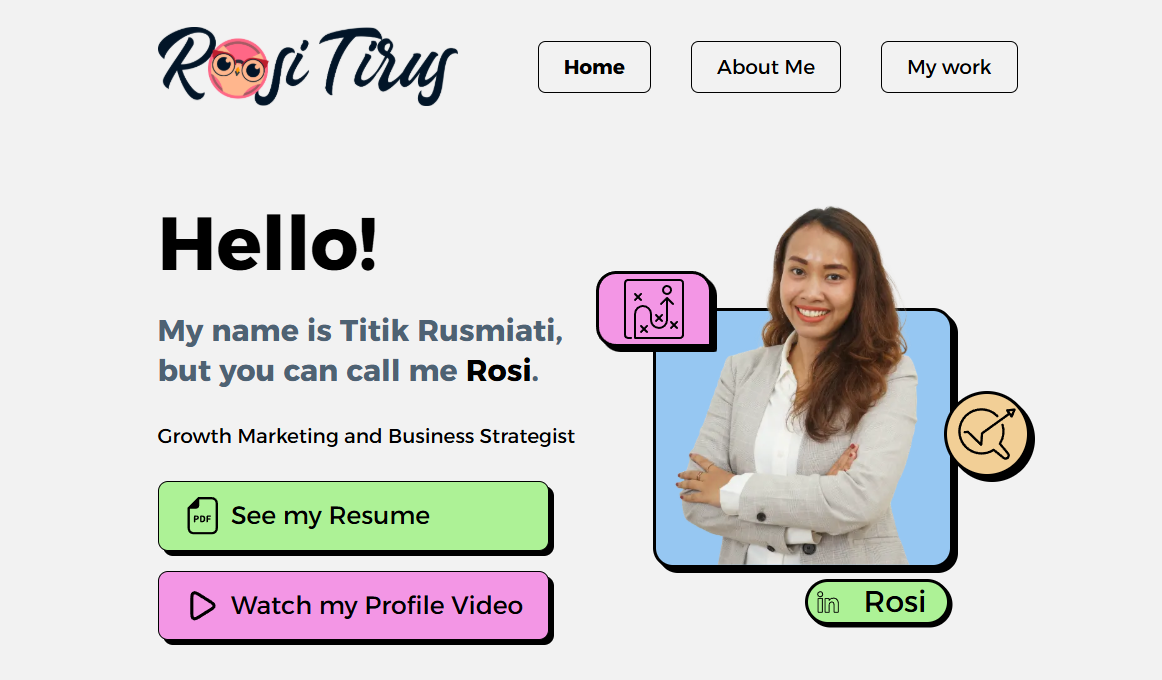 Rosi Tirus
Home
About Me
My work
Hello!
My name is Titik Rusmiati,
but you can call me Rosi.
Growth Marketing and Business Strategist
PDF
See my Resume
Watch my Profile Video
in
Rosi